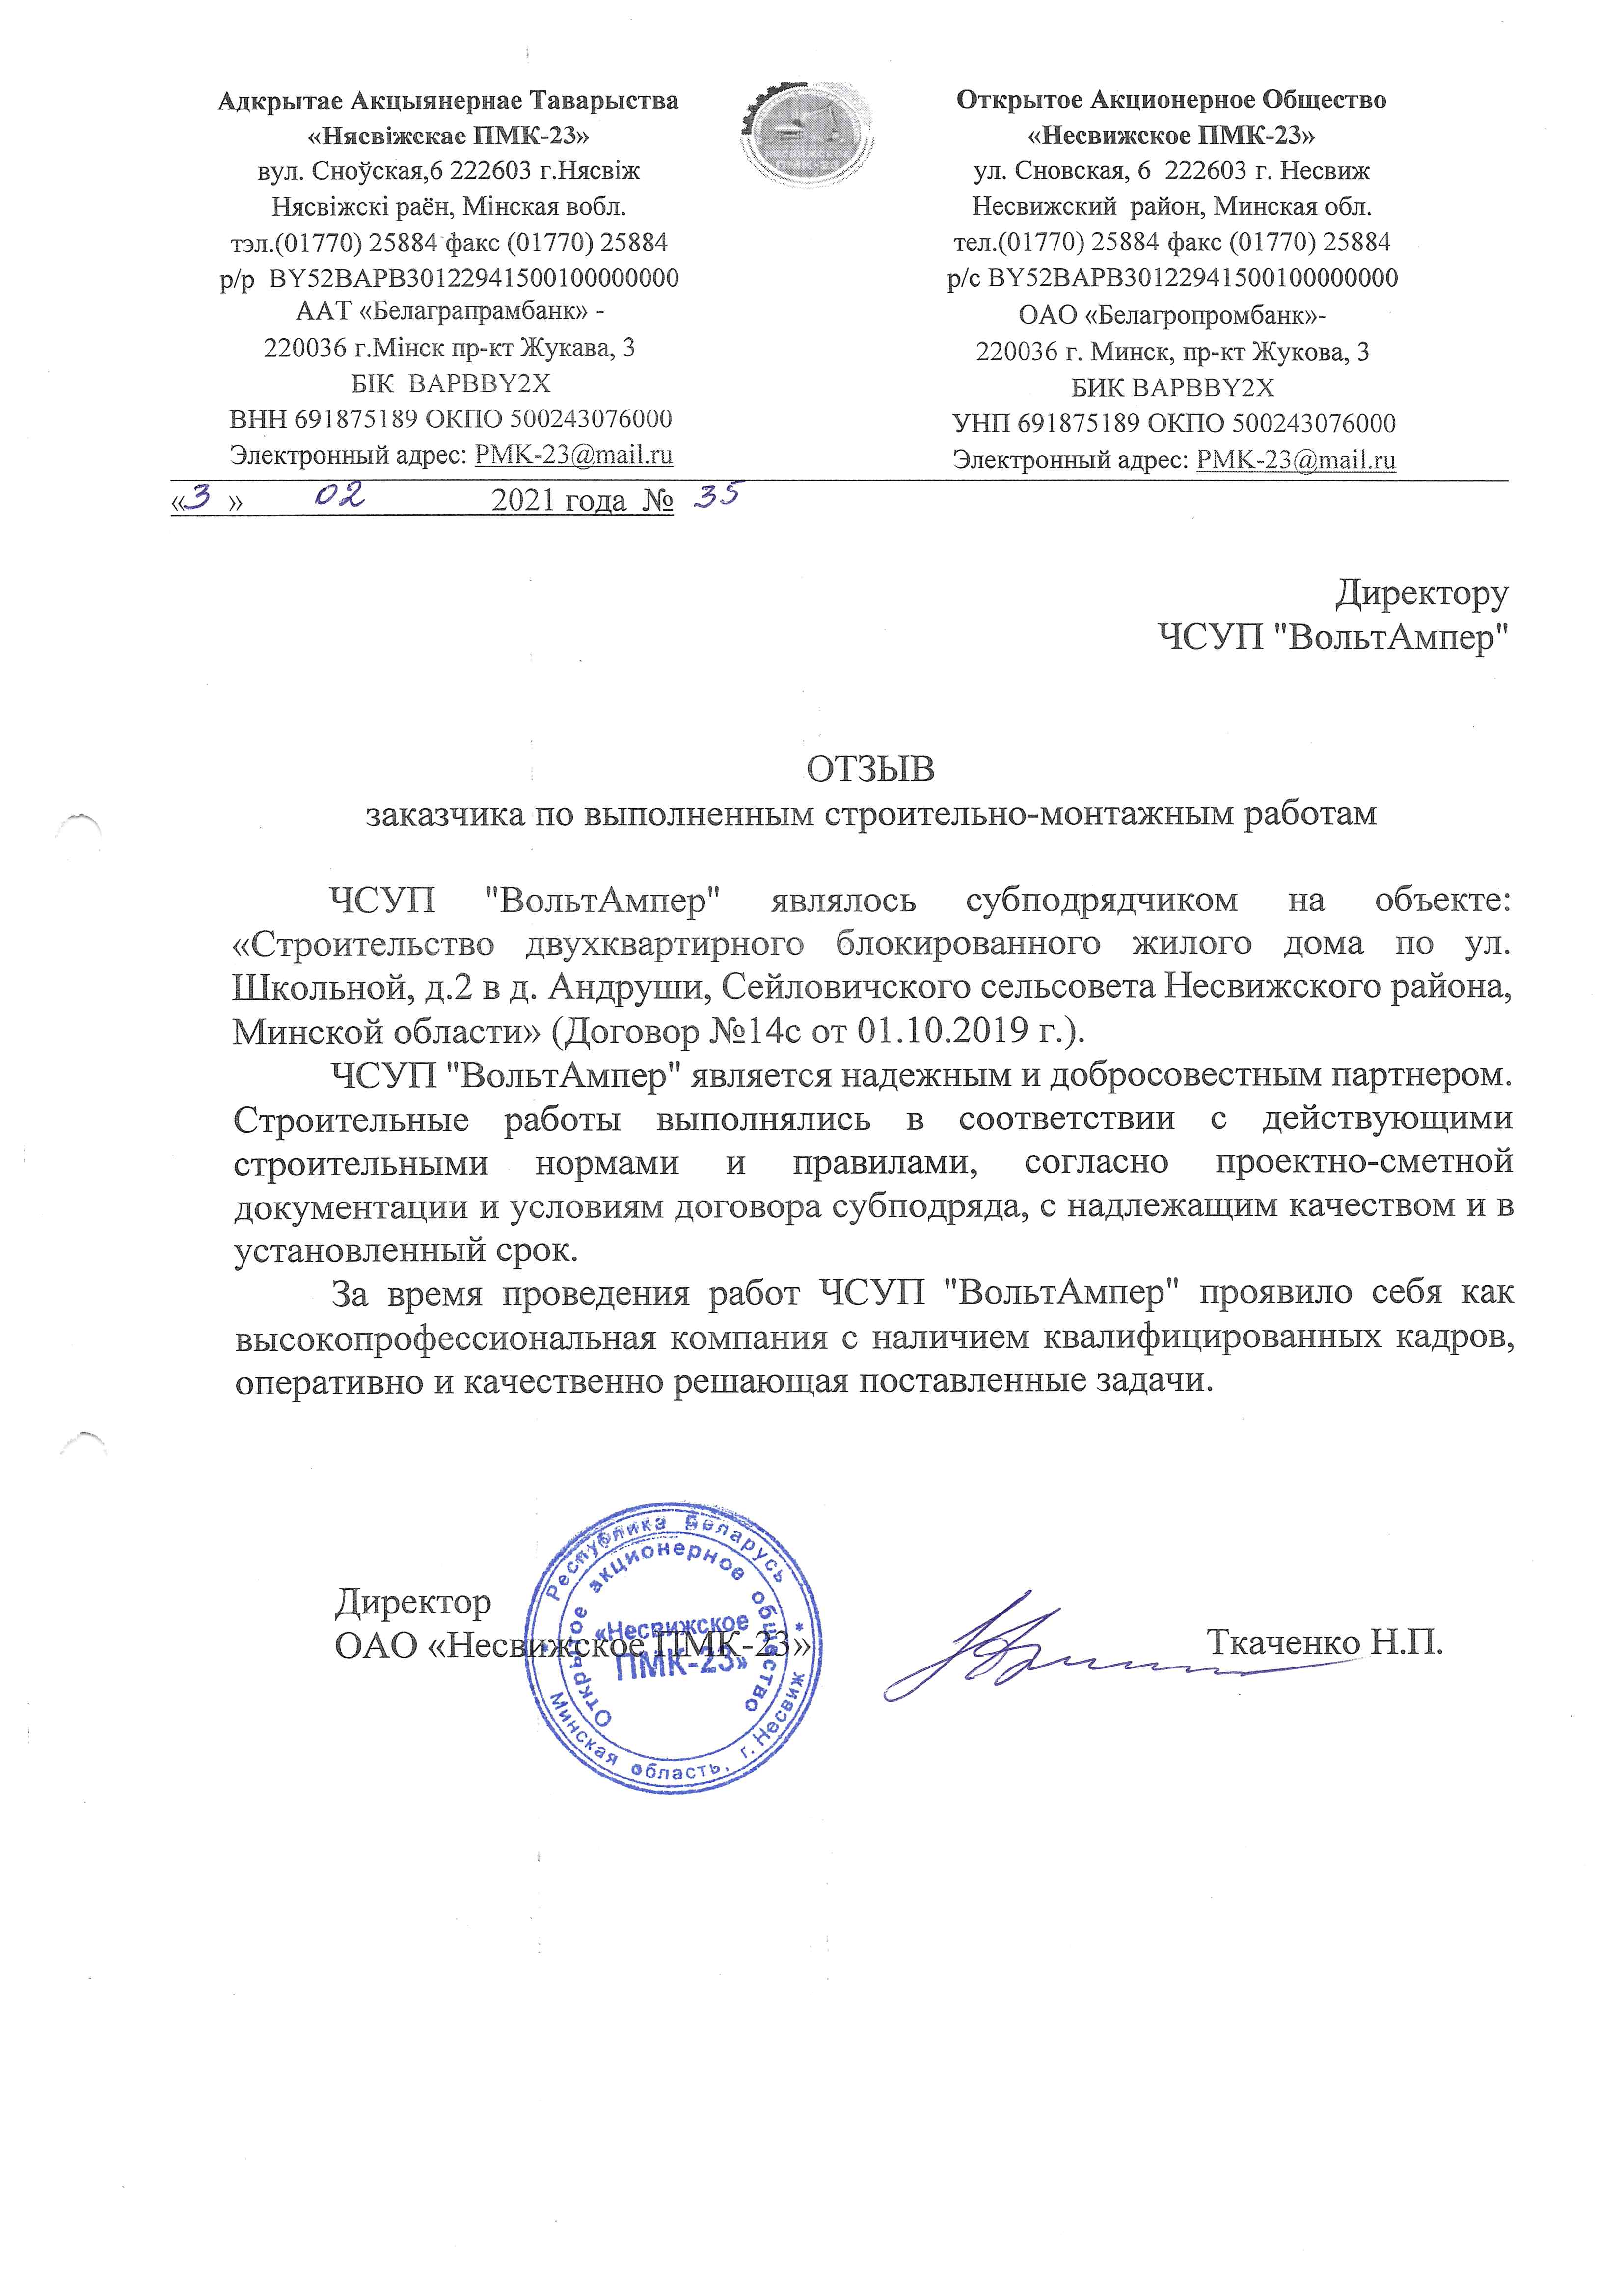 Адкрытае Акцыянернае Таварыства
«Нясвіжскае ПМК-23»
вул. Сноўская,6 222603 г.Нясвіж
Нясвіжскі раён, Мінская вобл.
тэл.(01770) 25884 факс (01770) 25884
р/р BY52BAPB30122941500100000000
ААТ «Белаграпрамбанк» -
220036 г.Мінск пр-кт Жукава, 3
БІК BAPBBY2X
ВНН 691875189 ОКПО 500243076000
Электронный адрес: PMK-23@mail.ru
ПМК-23
Открытое Акционерное Общество
«Несвижское ПМК-23»
ул. Сновская, 6 222603 г. Несвиж
Несвижский район, Минская обл.
тел.(01770) 25884 факс (01770) 25884
р/с BY52BAPB30122941500100000000
ОАО «Белагропромбанк»-
220036 г. Минск, пр-кт Жукова, 3
БИК BAPBBY2X
УНП 691875189 ОКПО 500243076000
Электронный адрес: PMK-23@mail.ru
«3 » 02 2021 года № 35
Директору
ЧСУП "ВольтАмпер"
ОТЗЫВ
заказчика по выполненным строительно-монтажным работам
ЧСУП "ВольтАмпер" являлось субподрядчиком на объекте:
«Строительство двухквартирного блокированного жилого дома по ул.
Школьной, д.2 в д. Андруши, Сейловичского сельсовета Несвижского района,
Минской области» (Договор №14с от 01.10.2019 г.).
ЧСУП "ВольтАмпер" является надежным и добросовестным партнером.
Строительные работы выполнялись в соответствии с действующими
строительными нормами и правилами, согласно проектно-сметной
документации и условиям договора субподряда, с надлежащим качеством и в
установленный срок.
За время проведения работ ЧСУП "ВольтАмпер" проявило себя как
высокопрофессиональная компания с наличием квалифицированных кадров,
оперативно и качественно решающая поставленные задачи.
Директор
ОАО «Несвижское ПМК-23»
Ткаченко Н.П.
Республика Беларусь
Открытое акционерное общество
«Несвижское
ПМК-23»
* Минская область, г. Несвиж *